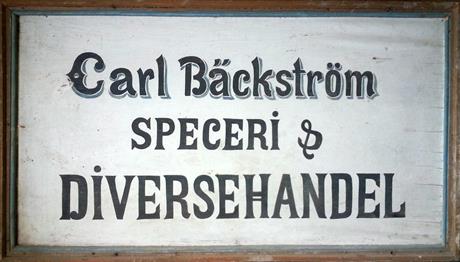 Carl Bäckström
SPECERi &
DiVERSEHANDEL